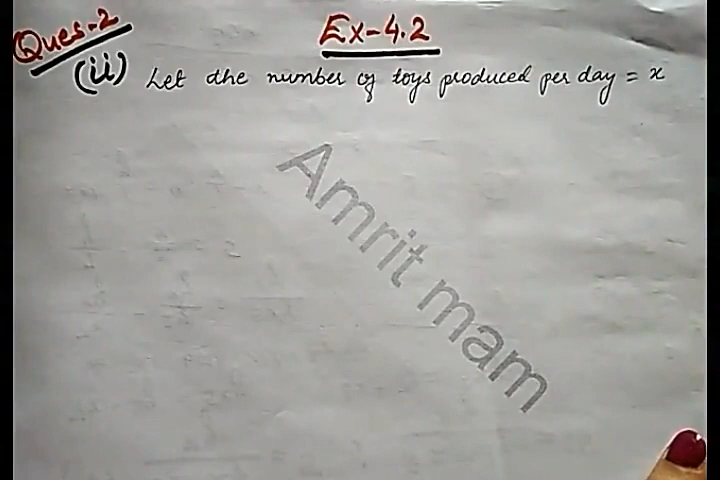 Ques.2
Ex-4.2
(ii) Let the number of toys produced per day = x
Amrit mam